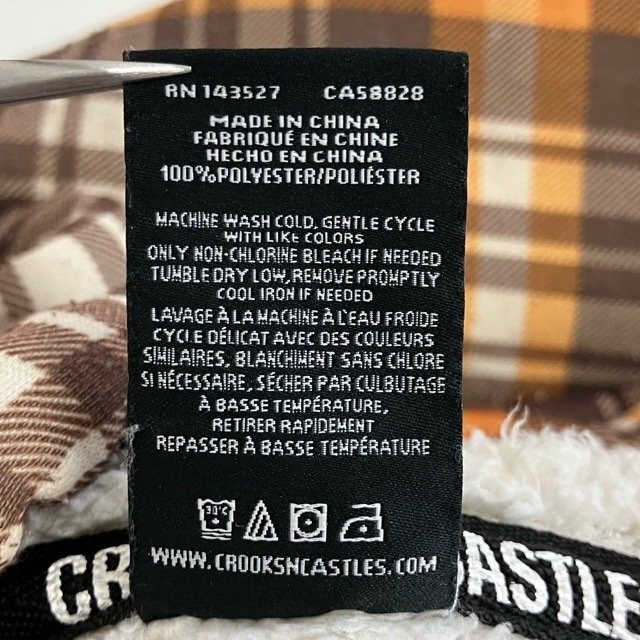 RN 143527 CA58828
MADE IN CHINA
FABRIQUÉ EN CHINE
HECHO EN CHINA
100%POLYESTER/POLIÉSTER
MACHINE WASH COLD, GENTLE CYCLE
WITH LIKE COLORS
ONLY NON-CHLORINE BLEACH IF NEEDED
TUMBLE DRY LOW, REMOVE PROMPTLY
COOL IRON IF NEEDED
LAVAGE À LA MACHINE À L'EAU FROIDE
CYCLE DÉLICAT AVEC DES COULEURS
SIMILAIRES, BLANCHIMENT SANS CHLORE
SI NÉCESSAIRE, SÉCHER PAR CULBUTAGE
À BASSE TEMPÉRATURE,
RETIRER RAPIDEMENT
REPASSER À BASSE TEMPÉRATURE
30°C
WWW.CROOKSNCASTLES.COM
CR ASTLE